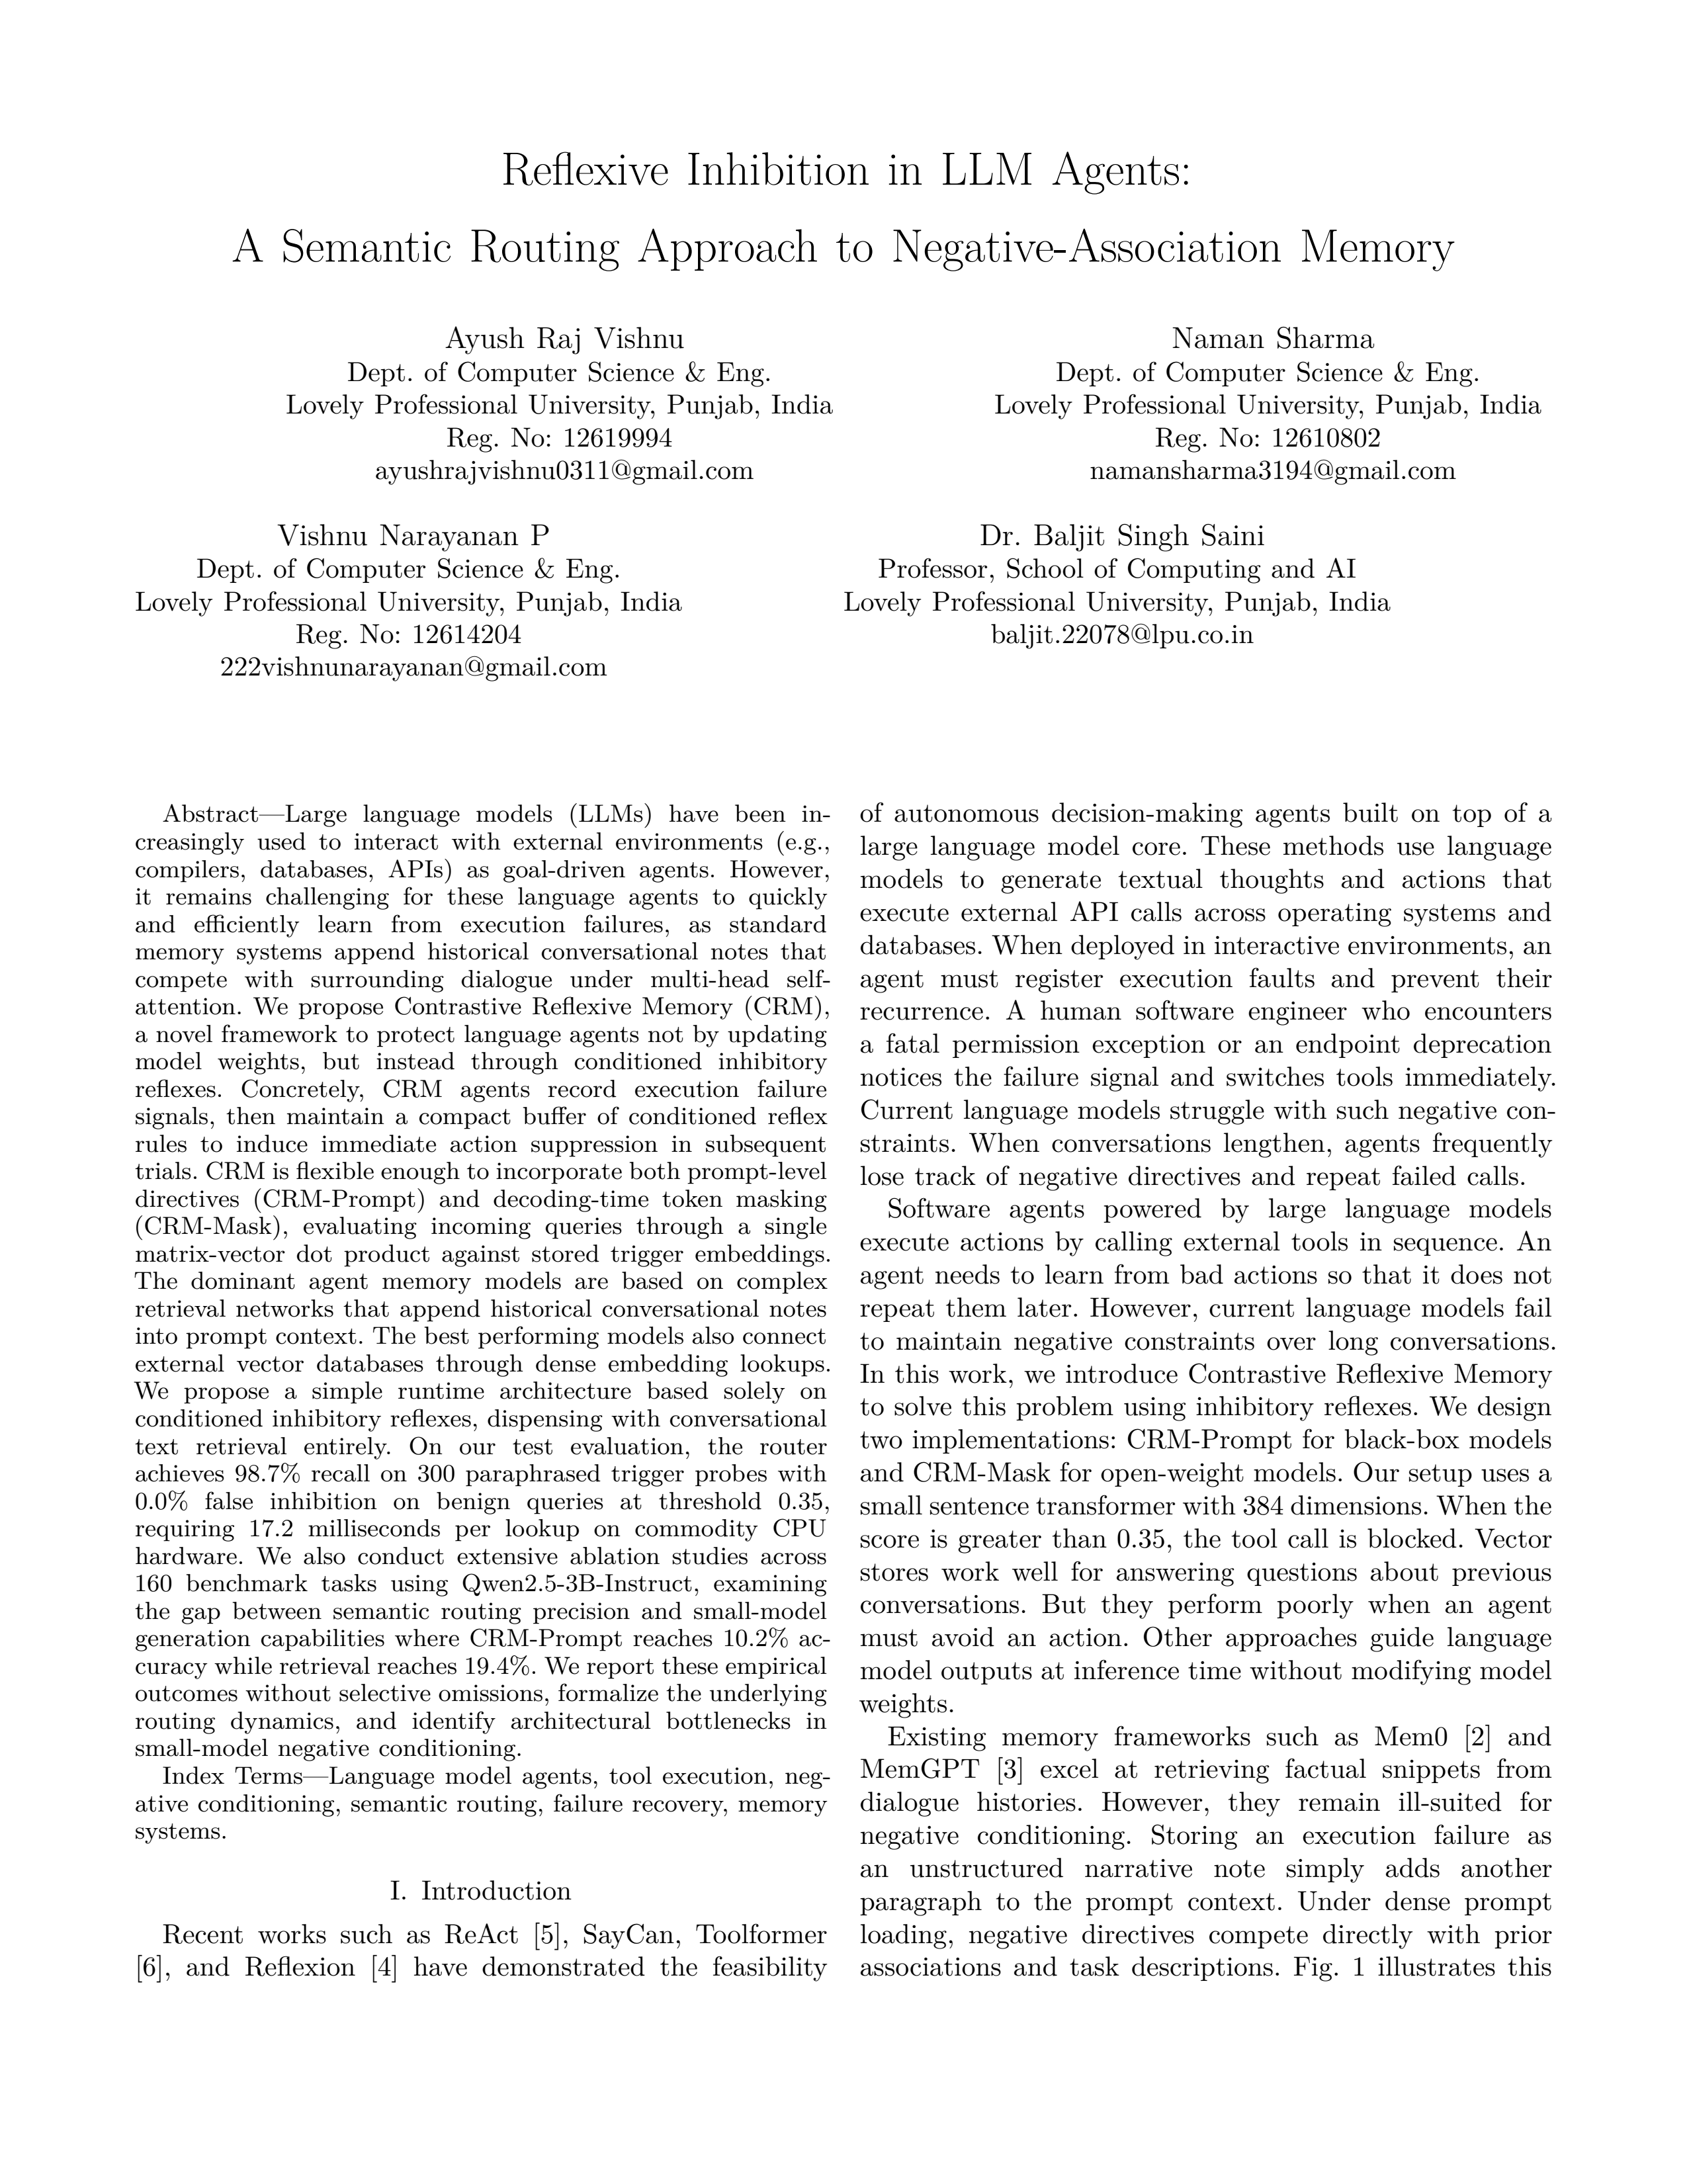 Reflexive Inhibition in LLM Agents:
A Semantic Routing Approach to Negative-Association Memory
Ayush Raj Vishnu
Dept. of Computer Science & Eng.
Lovely Professional University, Punjab, India
Reg. No: 12619994
ayushrajvishnu0311@gmail.com
Naman Sharma
Dept. of Computer Science & Eng.
Lovely Professional University, Punjab, India
Reg. No: 12610802
namansharma3194@gmail.com
Vishnu Narayanan P
Dept. of Computer Science & Eng.
Lovely Professional University, Punjab, India
Reg. No: 12614204
222vishnunarayanan@gmail.com
Dr. Baljit Singh Saini
Professor, School of Computing and AI
Lovely Professional University, Punjab, India
baljit.22078@lpu.co.in
Abstract—Large language models (LLMs) have been in-
creasingly used to interact with external environments (e.g.,
compilers, databases, APIs) as goal-driven agents. However,
it remains challenging for these language agents to quickly
and efficiently learn from execution failures, as standard
memory systems append historical conversational notes that
compete with surrounding dialogue under multi-head self-
attention. We propose Contrastive Reflexive Memory (CRM),
a novel framework to protect language agents not by updating
model weights, but instead through conditioned inhibitory
reflexes. Concretely, CRM agents record execution failure
signals, then maintain a compact buffer of conditioned reflex
rules to induce immediate action suppression in subsequent
trials. CRM is flexible enough to incorporate both prompt-level
directives (CRM-Prompt) and decoding-time token masking
(CRM-Mask), evaluating incoming queries through a single
matrix-vector dot product against stored trigger embeddings.
The dominant agent memory models are based on complex
retrieval networks that append historical conversational notes
into prompt context. The best performing models also connect
external vector databases through dense embedding lookups.
We propose a simple runtime architecture based solely on
conditioned inhibitory reflexes, dispensing with conversational
text retrieval entirely. On our test evaluation, the router
achieves 98.7% recall on 300 paraphrased trigger probes with
0.0% false inhibition on benign queries at threshold 0.35,
requiring 17.2 milliseconds per lookup on commodity CPU
hardware. We also conduct extensive ablation studies across
160 benchmark tasks using Qwen2.5-3B-Instruct, examining
the gap between semantic routing precision and small-model
generation capabilities where CRM-Prompt reaches 10.2% ac-
curacy while retrieval reaches 19.4%. We report these empirical
outcomes without selective omissions, formalize the underlying
routing dynamics, and identify architectural bottlenecks in
small-model negative conditioning.
Index Terms—Language model agents, tool execution, neg-
ative conditioning, semantic routing, failure recovery, memory
systems.
I. Introduction
Recent works such as ReAct [5], SayCan, Toolformer
[6], and Reflexion [4] have demonstrated the feasibility
of autonomous decision-making agents built on top of a
large language model core. These methods use language
models to generate textual thoughts and actions that
execute external API calls across operating systems and
databases. When deployed in interactive environments, an
agent must register execution faults and prevent their
recurrence. A human software engineer who encounters
a fatal permission exception or an endpoint deprecation
notices the failure signal and switches tools immediately.
Current language models struggle with such negative con-
straints. When conversations lengthen, agents frequently
lose track of negative directives and repeat failed calls.
Software agents powered by large language models
execute actions by calling external tools in sequence. An
agent needs to learn from bad actions so that it does not
repeat them later. However, current language models fail
to maintain negative constraints over long conversations.
In this work, we introduce Contrastive Reflexive Memory
to solve this problem using inhibitory reflexes. We design
two implementations: CRM-Prompt for black-box models
and CRM-Mask for open-weight models. Our setup uses a
small sentence transformer with 384 dimensions. When the
score is greater than 0.35, the tool call is blocked. Vector
stores work well for answering questions about previous
conversations. But they perform poorly when an agent
must avoid an action. Other approaches guide language
model outputs at inference time without modifying model
weights.
Existing memory frameworks such as Mem0 [2] and
MemGPT [3] excel at retrieving factual snippets from
dialogue histories. However, they remain ill-suited for
negative conditioning. Storing an execution failure as
an unstructured narrative note simply adds another
paragraph to the prompt context. Under dense prompt
loading, negative directives compete directly with prior
associations and task descriptions. Fig. 1 illustrates this